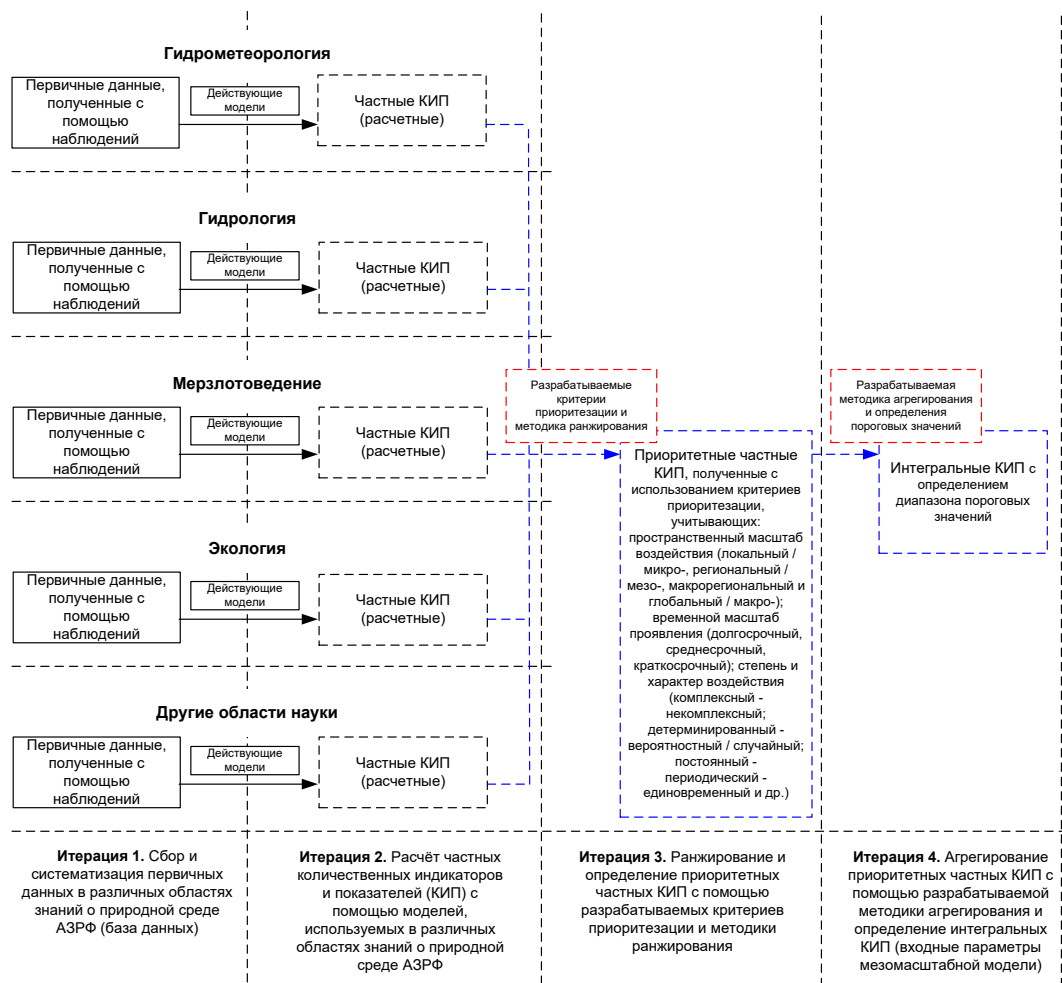 Гидрометеорология
Первичные данные,
полученные с
помощью
наблюдений
Действующие
модели
Частные КИП
(расчетные)
Гидрология
Первичные данные,
полученные с
помощью
наблюдений
Действующие
модели
Частные КИП
(расчетные)
Мерзлотоведение
Первичные данные,
полученные с
помощью
наблюдений
Действующие
модели
Частные КИП
(расчетные)
Экология
Первичные данные,
полученные с
помощью
наблюдений
Действующие
модели
Частные КИП
(расчетные)
Другие области науки
Первичные данные,
полученные с
помощью
наблюдений
Действующие
модели
Частные КИП
(расчетные)
Разрабатываемые
критерии
приоритезации и
методика ранжирования
Приоритетные частные
КИП, полученные с
использованием критериев
приоритезации,
учитывающих:
пространственный масштаб
воздействия (локальный /
микро-, региональный /
мезо-, макрорегиональный и
глобальный / макро-);
временной масштаб
проявления (долгосрочный,
среднесрочный,
краткосрочный); степень и
характер воздействия
(комплексный -
некомплексный;
детерминированный -
вероятностный / случайный;
постоянный -
периодический -
единовременный и др.)
Разрабатываемая
методика агрегирования
и определения
пороговых значений
Интегральные КИП с
определением
диапазона пороговых
значений
Итерация 1. Сбор и
систематизация первичных
данных в различных областях
знаний о природной среде
АЗРФ (база данных)
Итерация 2. Расчёт частных
количественных индикаторов
и показателей (КИП) с
помощью моделей,
используемых в различных
областях знаний о природной
среде АЗРФ
Итерация 3. Ранжирование и
определение приоритетных
частных КИП с помощью
разрабатываемых критериев
приоритезации и методики
ранжирования
Итерация 4. Агрегирование
приоритетных частных КИП с
помощью разрабатываемой
методики агрегирования и
определение интегральных
КИП (входные параметры
мезомасштабной модели)